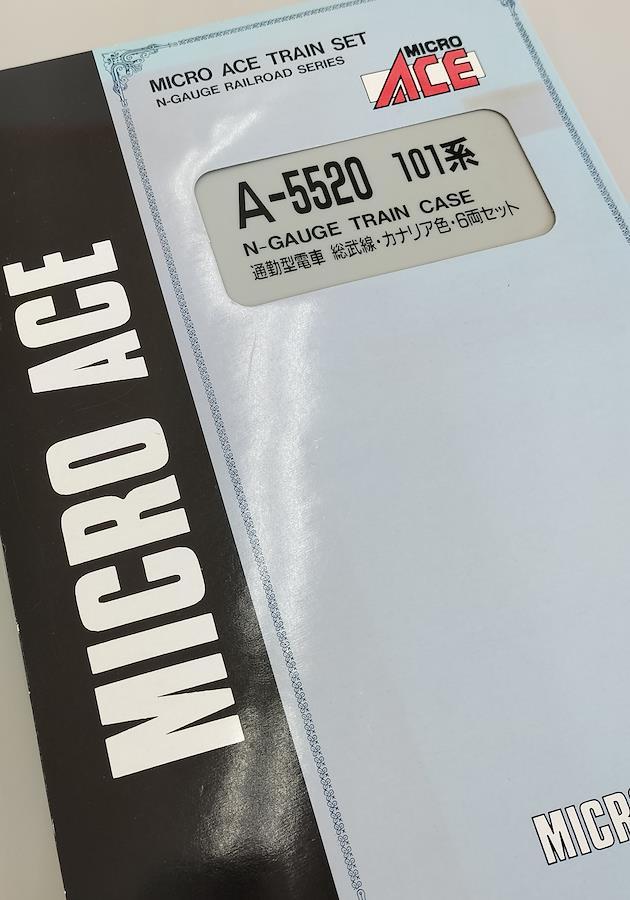 MICRO ACE TRAIN SET
N-GAUGE RAILROAD SERIES
MICRO
ACE
A-5520 101系
N-GAUGE TRAIN CASE
通勤型電車 総武線・カナリア色・6両セット
MICRO ACE
MICR